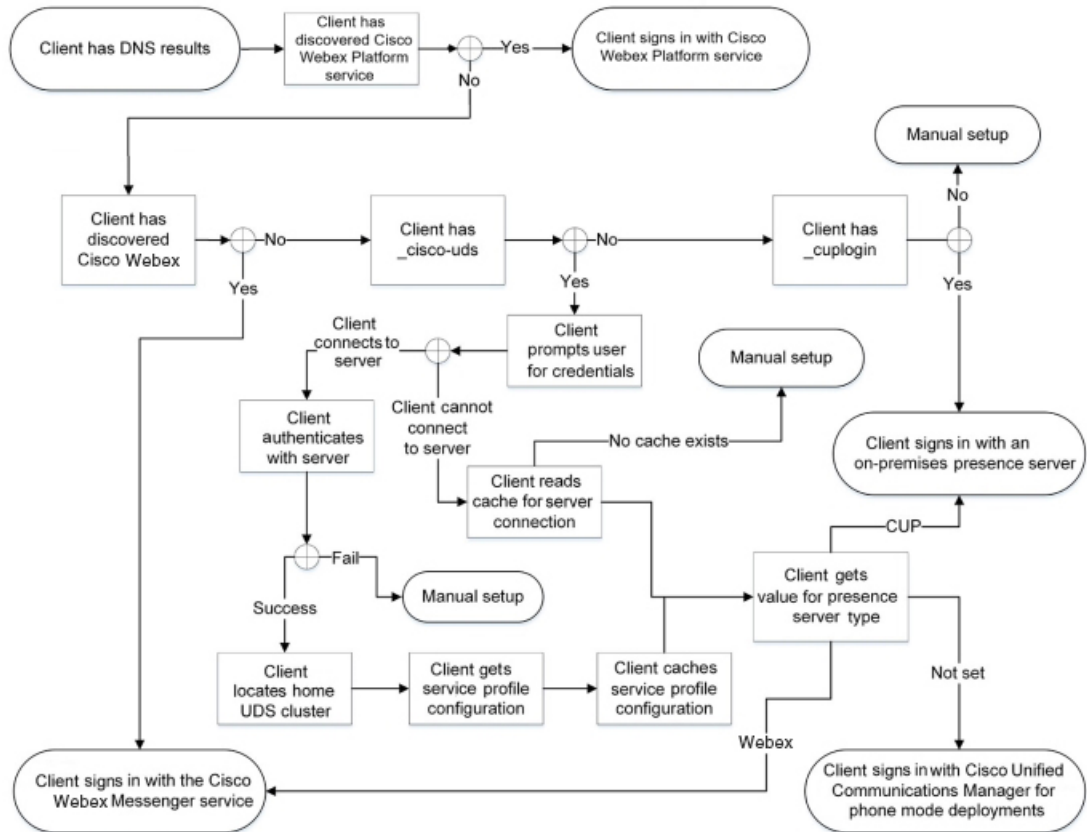 Client has DNS results
Client has
discovered Cisco
Webex Platform
service
Yes
Client signs in with Cisco
Webex Platform service
No
Manual setup
No
Client has
discovered
Cisco Webex
No
Client has
_cisco-uds
No
Client has
_cuplogin
Yes
Yes
Yes
Client
connects to
server
Client
prompts user
for credentials
Manual setup
Client
authenticates
with server
Client cannot
connect
to server
No cache exists
Client signs in with an
on-premises presence
server
Client reads
cache for server
connection
CUP
Fail
Client gets
value for presence
server type
Manual setup
Success
Client
locates home
UDS cluster
Client gets
service profile
configuration
Client caches
service profile
configuration
Not set
Webex
Client signs in with the Cisco
Webex Messenger service
Client signs in with Cisco Unified
Communications Manager for
phone mode deployments